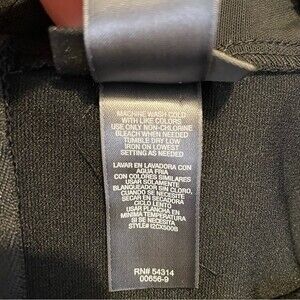 MACHINE WASH COLD
WITH LIKE COLORS
USE ONLY NON-CHLORINE
BLEACH WHEN NEEDED
TUMBLE DRY LOW
IRON ON LOWEST
SETTING AS NEEDED
LAVAR EN LAVADORA CON
AGUA FRIA
CON COLORES SIMILARES
USAR SOLAMENTE
BLANQUEADOR SIN CLORO,
CUANDO SE NECESITE
SECAR EN SECADORA
CICLO LENTO
USAR PLANCHA EN
MINIMA TEMPERATURA
SI SE NECESITA
STYLE# I2CX500B
RN# 54314
00656-9